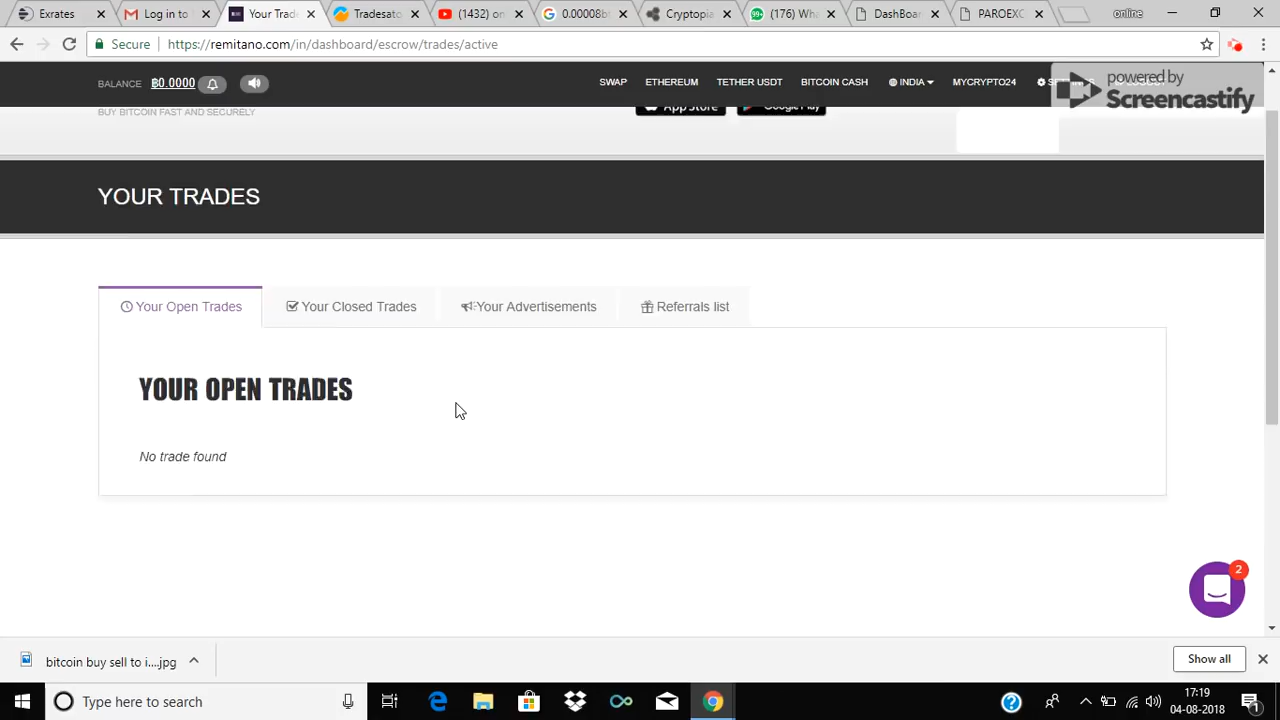 Exrates
Log in to
Your Trad
Tradesaf
(1432) on
0.00008b
Cryptopia
(176) Wha
DashBoar
PAROEXC
online
Secure https://remitano.com/in/dashboard/escrow/trades/active
BALANCE ฿0.0000
SWAP ETHEREUM TETHER USDT BITCOIN CASH INDIA MYCRYPTO24
powered by
Screencastify
BUY BITCOIN FAST AND SECURELY
App Store Google Play
YOUR TRADES
Your Open Trades Your Closed Trades Your Advertisements Referrals list
YOUR OPEN TRADES
No trade found
2
bitcoin buy sell to i....jpg
Show all
Type here to search
17:19
04-08-2018
1